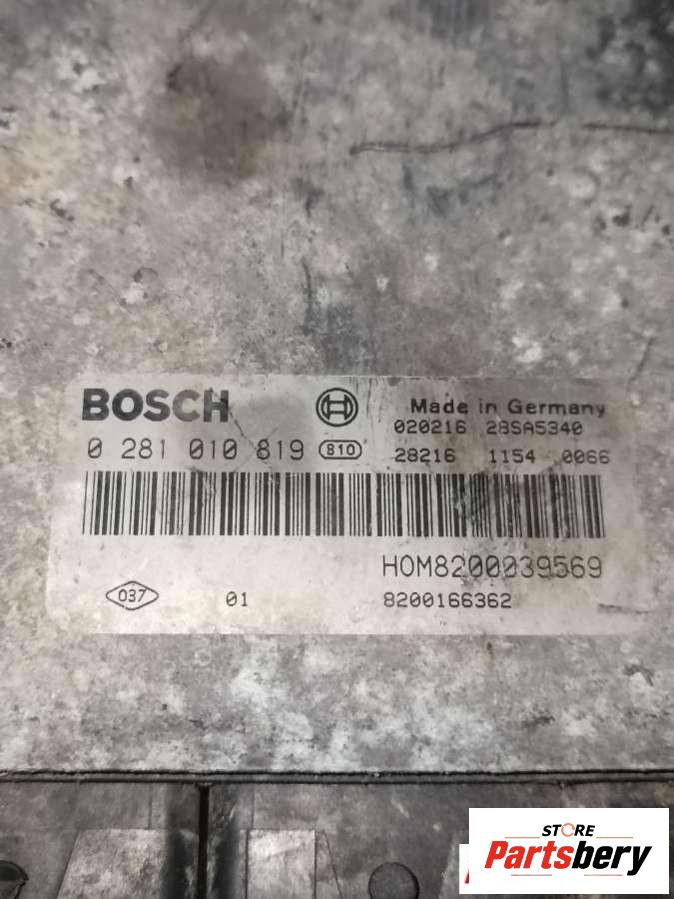 BOSCH
Made in Germany
020216 28SA5340
0 281 010 819 810
28216 1154 0066
HOM8200039569
037 01 8200166362
STORE
Partsbery